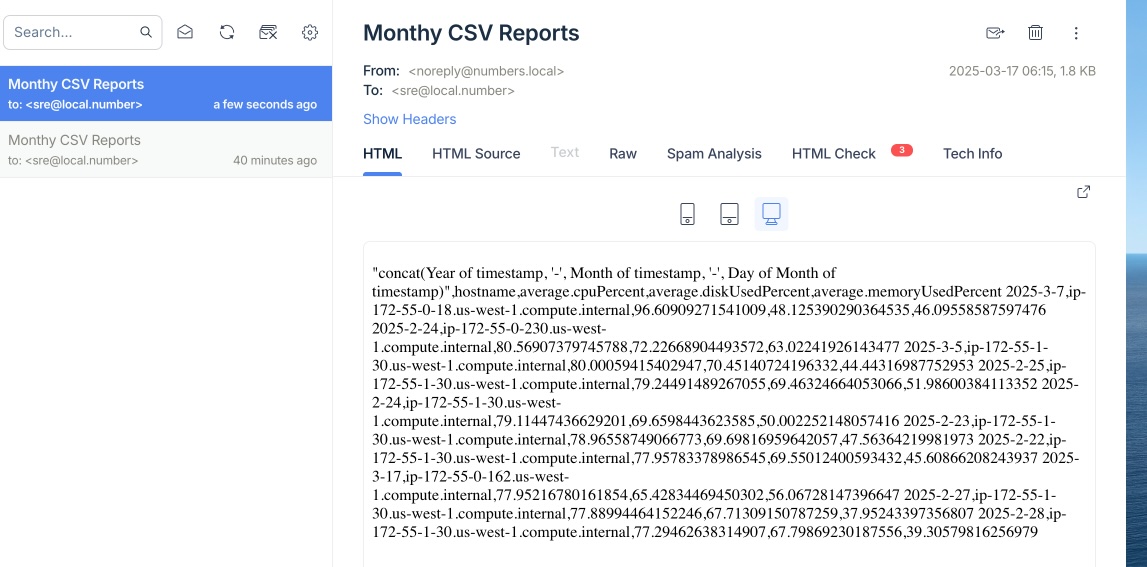 Search...
Monthy CSV Reports
to: <sre@local.number> a few seconds ago
Monthy CSV Reports
to: <sre@local.number> 40 minutes ago
Monthy CSV Reports
From: <noreply@numbers.local> 2025-03-17 06:15, 1.8 KB
To: <sre@local.number>
Show Headers
HTML HTML Source Text Raw Spam Analysis HTML Check 3 Tech Info
"concat(Year of timestamp, '-', Month of timestamp, '-', Day of Month of
timestamp)",hostname,average.cpuPercent,average.diskUsedPercent,average.memoryUsedPercent 2025-3-7,ip-
172-55-0-18.us-west-1.compute.internal,96.60909271541009,48.125390290364535,46.09558587597476
2025-2-24,ip-172-55-0-230.us-west-
1.compute.internal,80.56907379745788,72.22668904493572,63.02241926143477 2025-3-5,ip-172-55-1-
30.us-west-1.compute.internal,80.00059415402947,70.45140724196332,44.44316987752953 2025-2-25,ip-
172-55-1-30.us-west-1.compute.internal,79.24491489267055,69.46324664053066,51.98600384113352 2025-
2-24,ip-172-55-1-30.us-west-
1.compute.internal,79.11447436629201,69.6598443623585,50.002252148057416 2025-2-23,ip-172-55-1-
30.us-west-1.compute.internal,78.96558749066773,69.69816959642057,47.56364219981973 2025-2-22,ip-
172-55-1-30.us-west-1.compute.internal,77.95783378986545,69.55012400593432,45.60866208243937 2025-
3-17,ip-172-55-0-162.us-west-
1.compute.internal,77.95216780161854,65.42834469450302,56.06728147396647 2025-2-27,ip-172-55-1-
30.us-west-1.compute.internal,77.88994464152246,67.71309150787259,37.95243397356807 2025-2-28,ip-
172-55-1-30.us-west-1.compute.internal,77.29462638314907,67.79869230187556,39.30579816256979